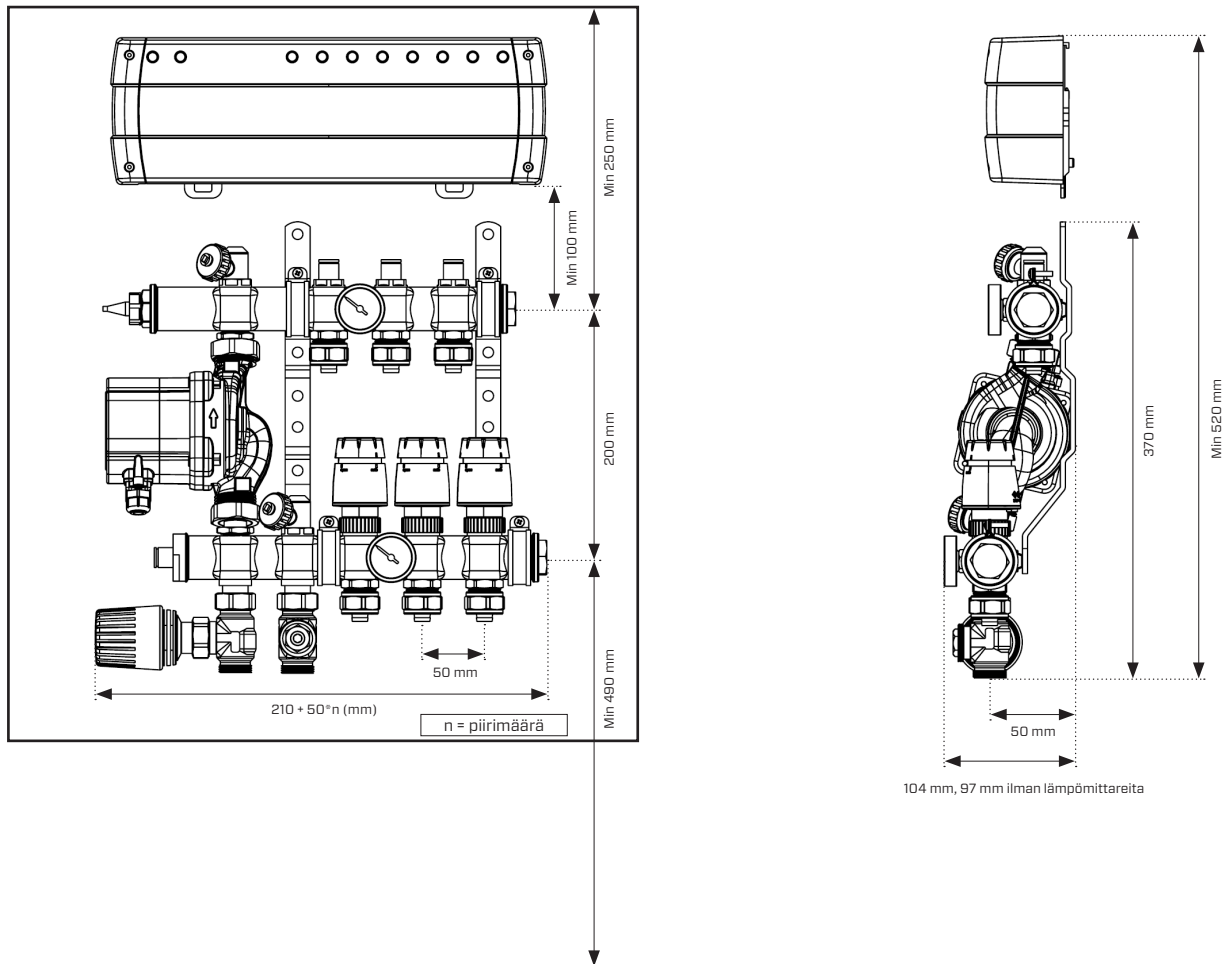 Min 250 mm
Min 100 mm
200 mm
50 mm
210 + 50*n (mm)
n = piirimäärä
Min 490 mm
370 mm
Min 520 mm
50 mm
104 mm, 97 mm ilman lämpömittareita